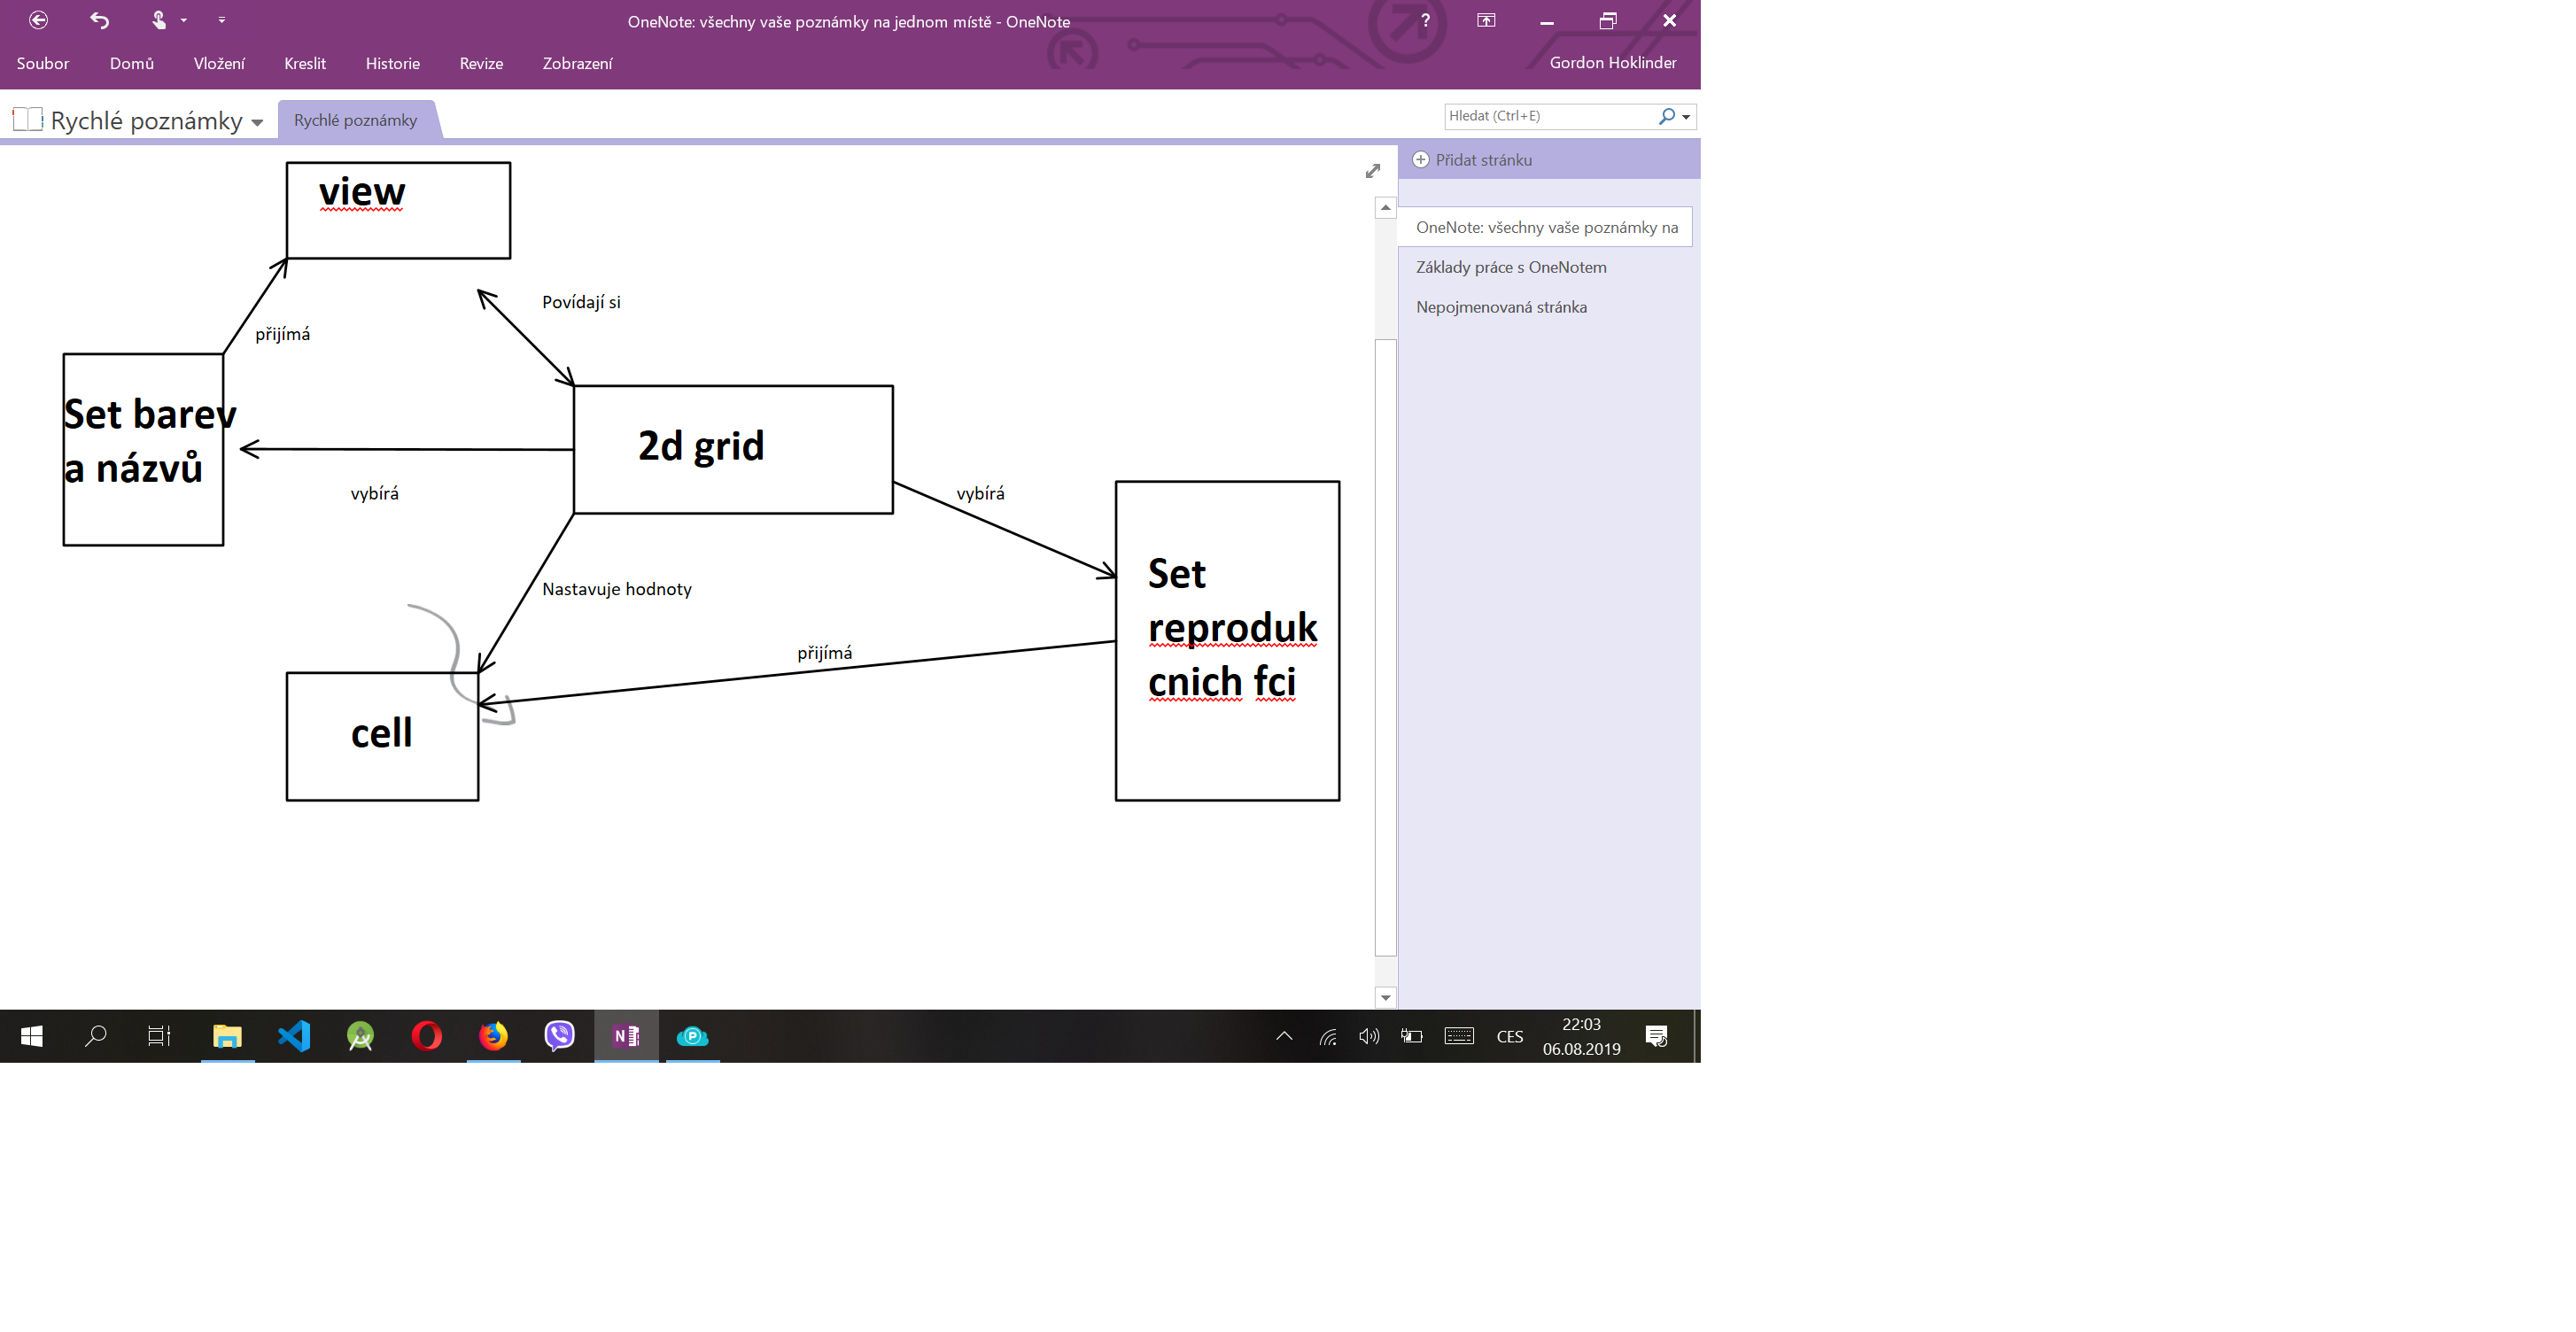 OneNote: všechny vaše poznámky na jednom místě - OneNote
?
Soubor Domů Vložení Kreslit Historie Revize Zobrazení
Gordon Hoklinder
Rychlé poznámky
Rychlé poznámky
Hledat (Ctrl+E)
Přidat stránku
OneNote: všechny vaše poznámky na
Základy práce s OneNotem
Nepojmenovaná stránka
view
Povídají si
přijímá
Set barev
a názvů
2d grid
vybírá
vybírá
Set
reproduk
cnich fci
Nastavuje hodnoty
přijímá
cell
N
P
CES
22:03
06.08.2019